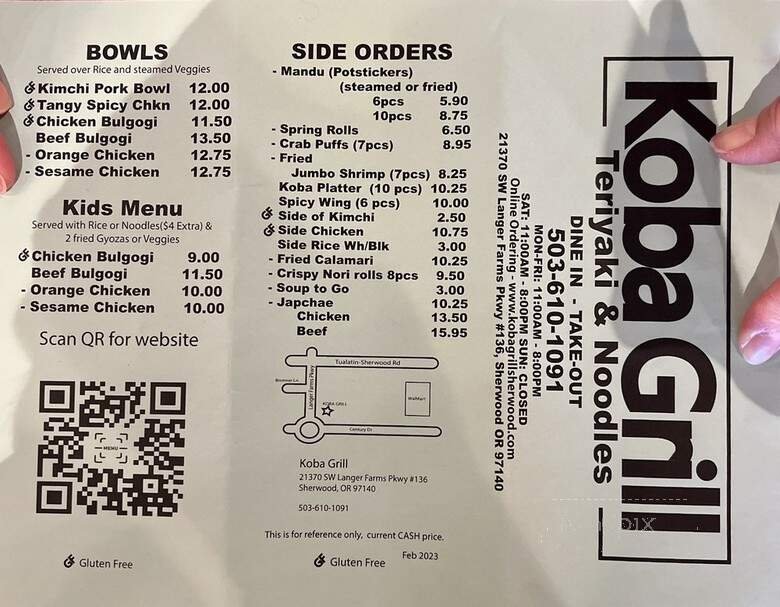 BOWLS
Served over Rice and steamed Veggies
Kimchi Pork Bowl 12.00
Tangy Spicy Chkn 12.00
Chicken Bulgogi 11.50
Beef Bulgogi 13.50
- Orange Chicken 12.75
- Sesame Chicken 12.75
Kids Menu
Served with Rice or Noodles($4 Extra) &
2 fried Gyozas or Veggies
Chicken Bulgogi 9.00
Beef Bulgogi 11.50
- Orange Chicken 10.00
- Sesame Chicken 10.00
Scan QR for website
MENU
Gluten Free
SIDE ORDERS
- Mandu (Potstickers)
(steamed or fried)
6pcs 5.90
10pcs 8.75
- Spring Rolls 6.50
- Crab Puffs (7pcs) 8.95
- Fried
Jumbo Shrimp (7pcs) 8.25
Koba Platter (10 pcs) 10.25
Spicy Wing (6 pcs) 10.00
Side of Kimchi 2.50
Side Chicken 10.75
Side Rice Wh/Blk 3.00
- Fried Calamari 10.25
- Crispy Nori rolls 8pcs 9.50
- Soup to Go 3.00
- Japchae 10.25
Chicken 13.50
Beef 15.95
Tualatin-Sherwood Rd
Langer Farms Pkwy
KOBA GRILL
WalMart
Century Dr
Koba Grill
21370 SW Langer Farms Pkwy #136
Sherwood, OR 97140
503-610-1091
This is for reference only, current CASH price.
Feb 2023
Gluten Free
Koba Grill
Teriyaki & Noodles
DINE IN - TAKE-OUT
503-610-1091
MON-FRI: 11:00AM - 8:00PM
SAT: 11:00AM - 8:00PM SUN: CLOSED
Online Ordering - www.kobagrillsherwood.com
21370 SW Langer Farms Pkwy #136, Sherwood OR 97140